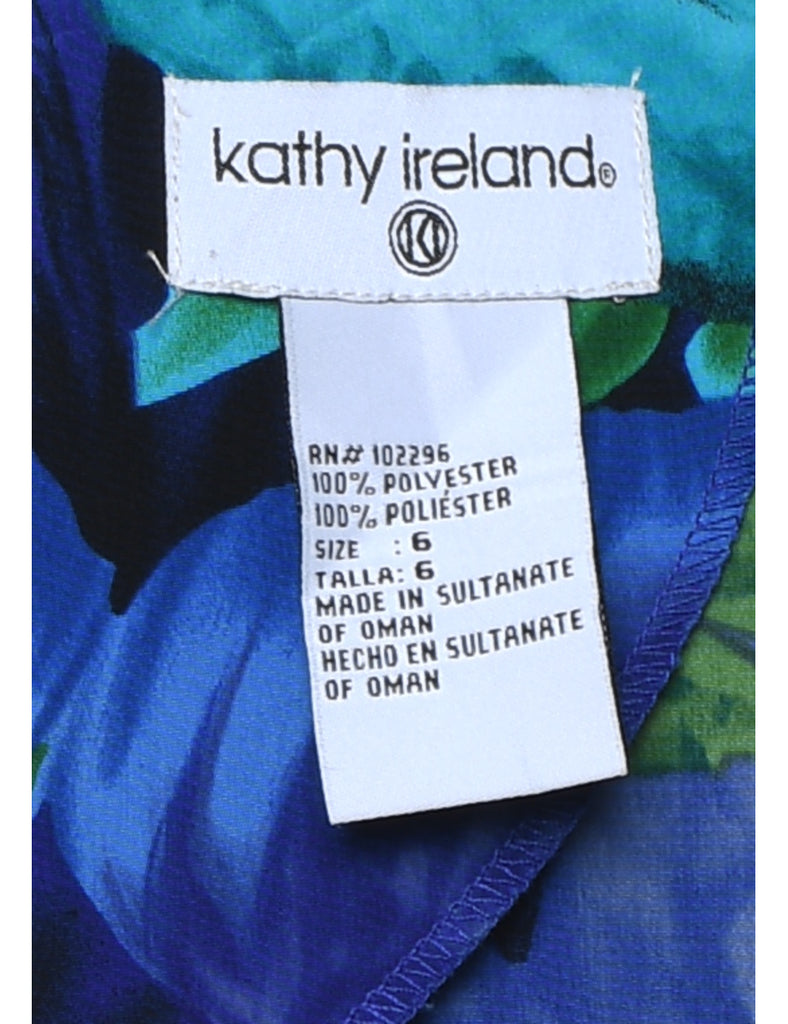 kathy ireland®
KI
RN# 102296
100% POLYESTER
100% POLIÉSTER
SIZE : 6
TALLA: 6
MADE IN SULTANATE
OF OMAN
HECHO EN SULTANATE
OF OMAN